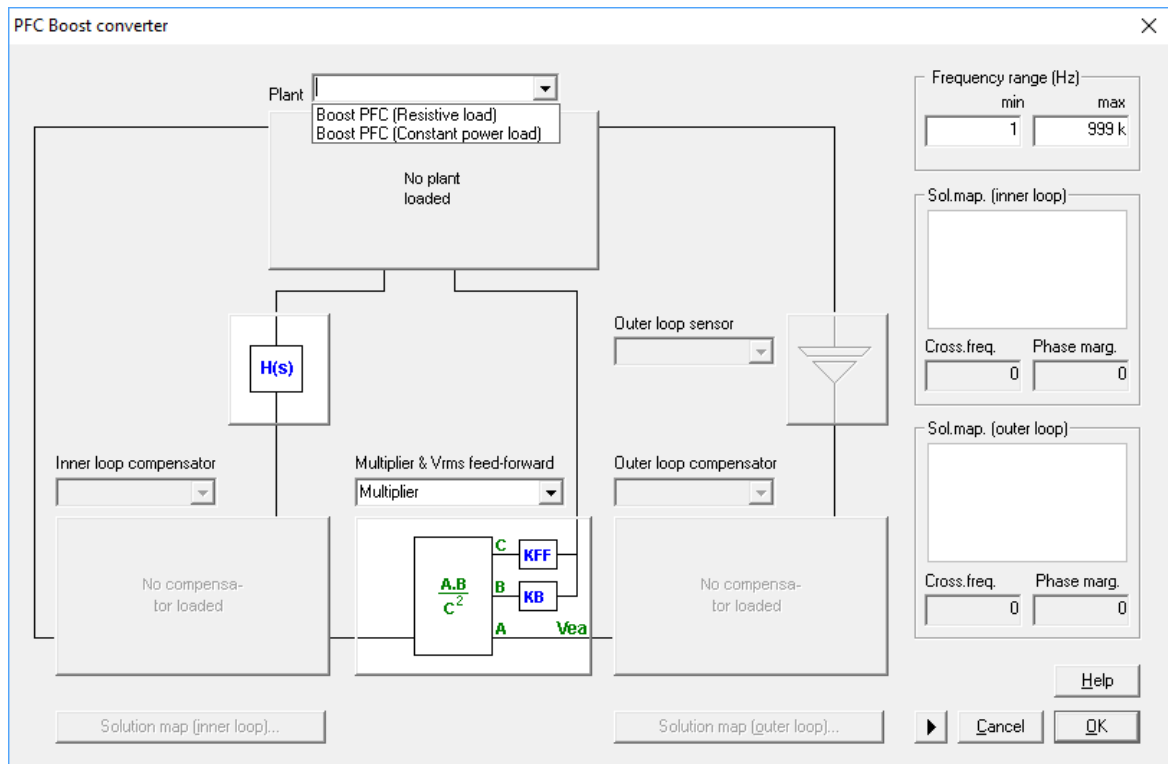 PFC Boost converter
Plant
Boost PFC (Resistive load)
Boost PFC (Constant power load)
No plant
loaded
H(s)
Outer loop sensor
Inner loop compensator
Multiplier & Vrms feed-forward
Multiplier
Outer loop compensator
No compensa-
tor loaded
A.B
C2
C
KFF
B
KB
A
Vea
No compensa-
tor loaded
Solution map (inner loop)...
Solution map (outer loop)...
Frequency range (Hz)
min max
1 999 k
Sol.map. (inner loop)
Cross.freq. Phase marg.
0 0
Sol.map. (outer loop)
Cross.freq. Phase marg.
0 0
Help
Cancel OK